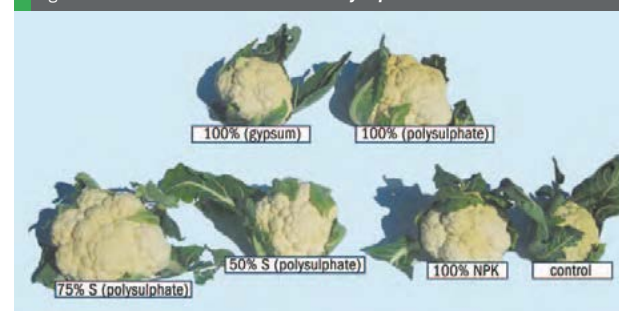 100% (gypsum)
100% (polysulphate)
75% S (polysulphate)
50% S (polysulphate)
100% NPK
control